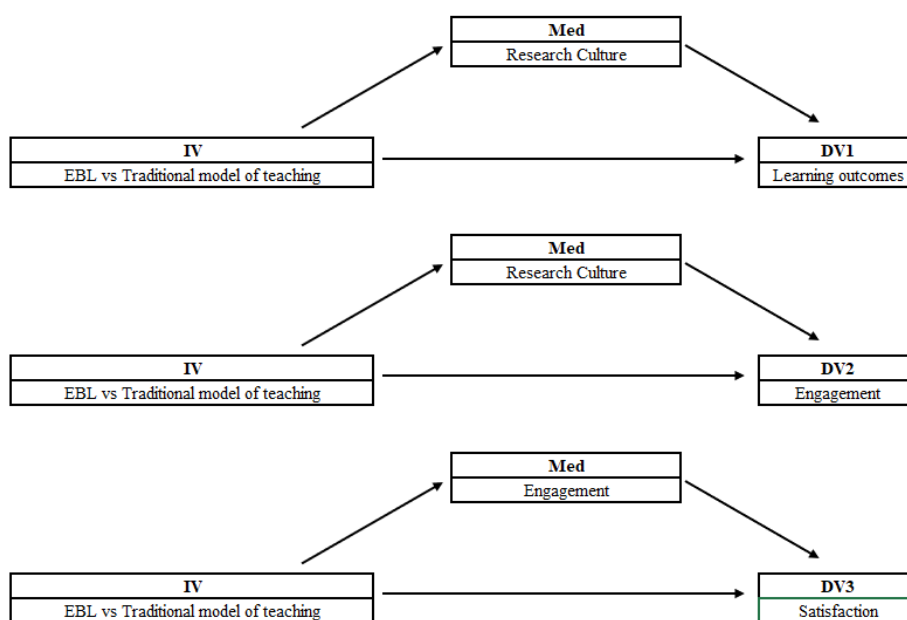 Med
Research Culture
IV
EBL vs Traditional model of teaching
DV1
Learning outcomes
Med
Research Culture
IV
EBL vs Traditional model of teaching
DV2
Engagement
Med
Engagement
IV
EBL vs Traditional model of teaching
DV3
Satisfaction